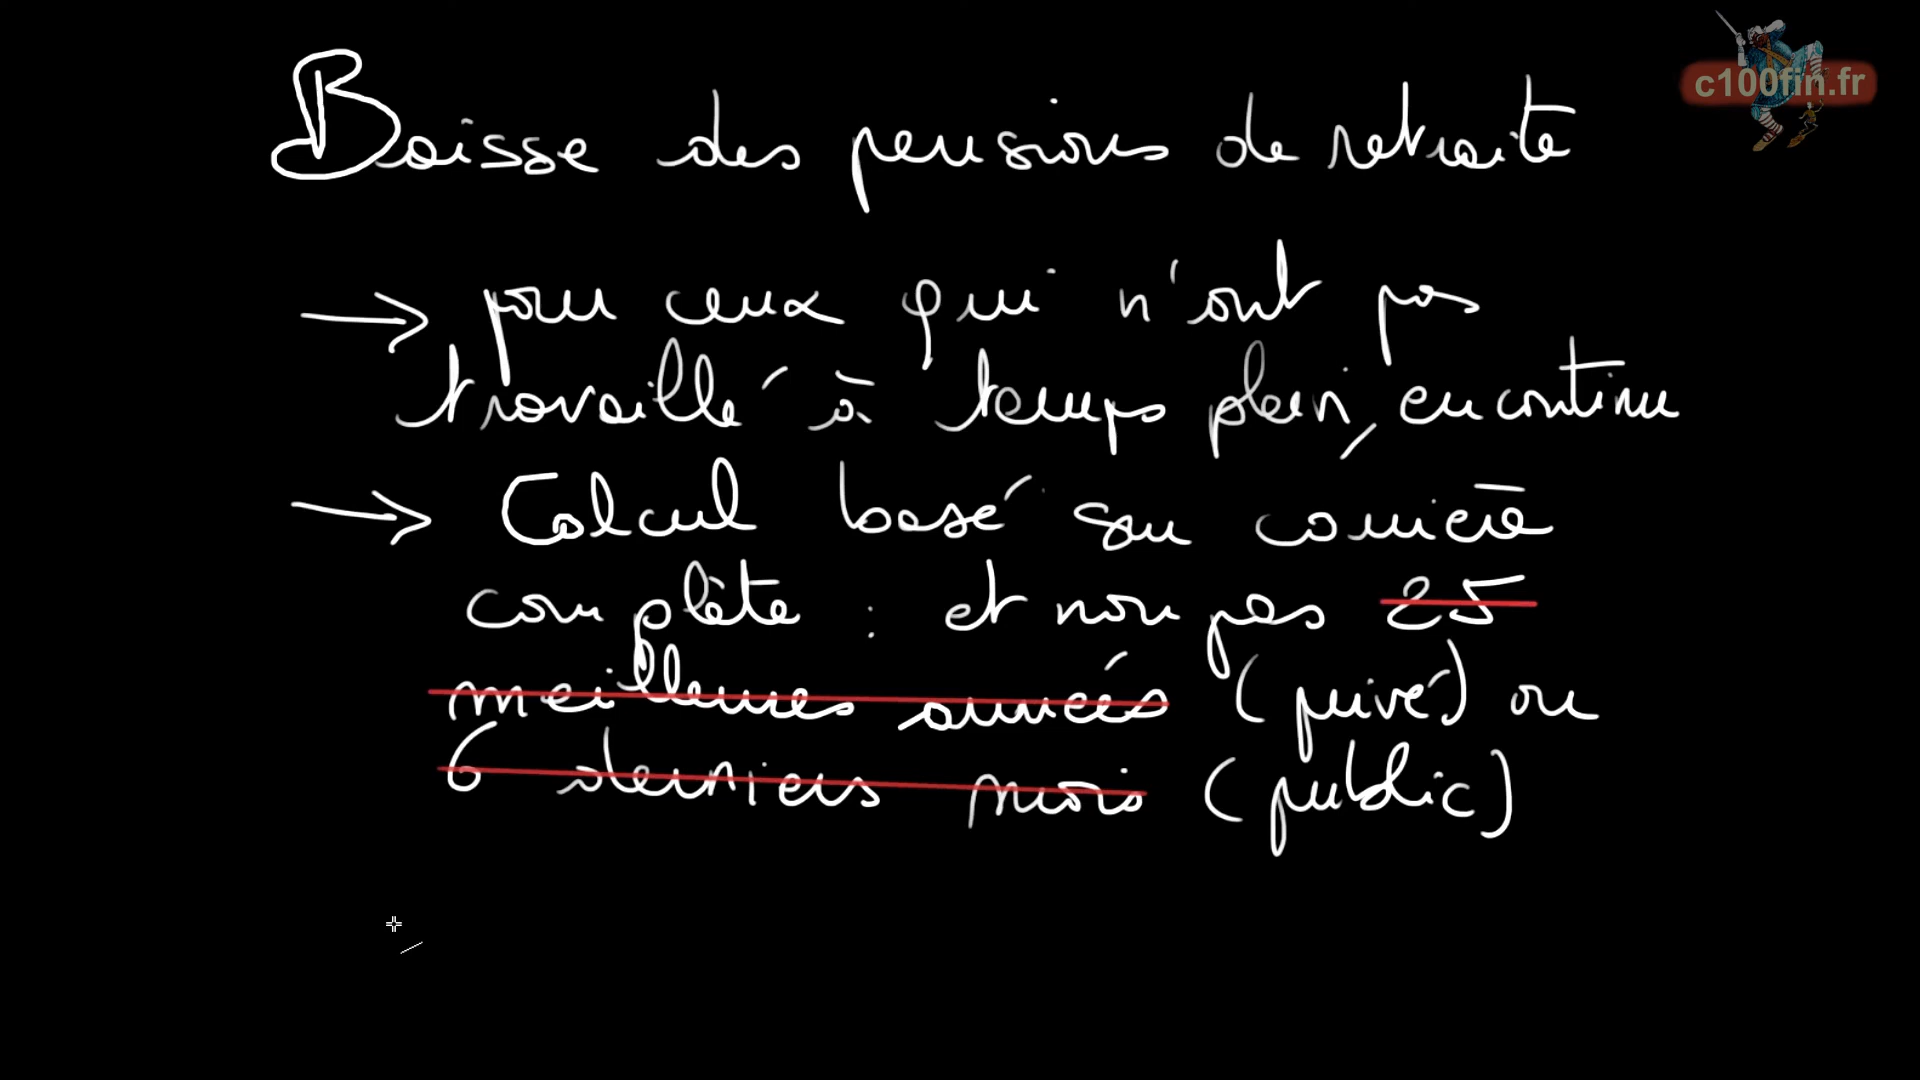 c100fin.fr
Baisse des pensions de retraite
→ pour ceux qui n'ont pas
travaillé à temps plein, en continu
→ Calcul basé sur carrière
complète : et non pas 25
meilleures années (privé) ou
6 derniers mois (public)